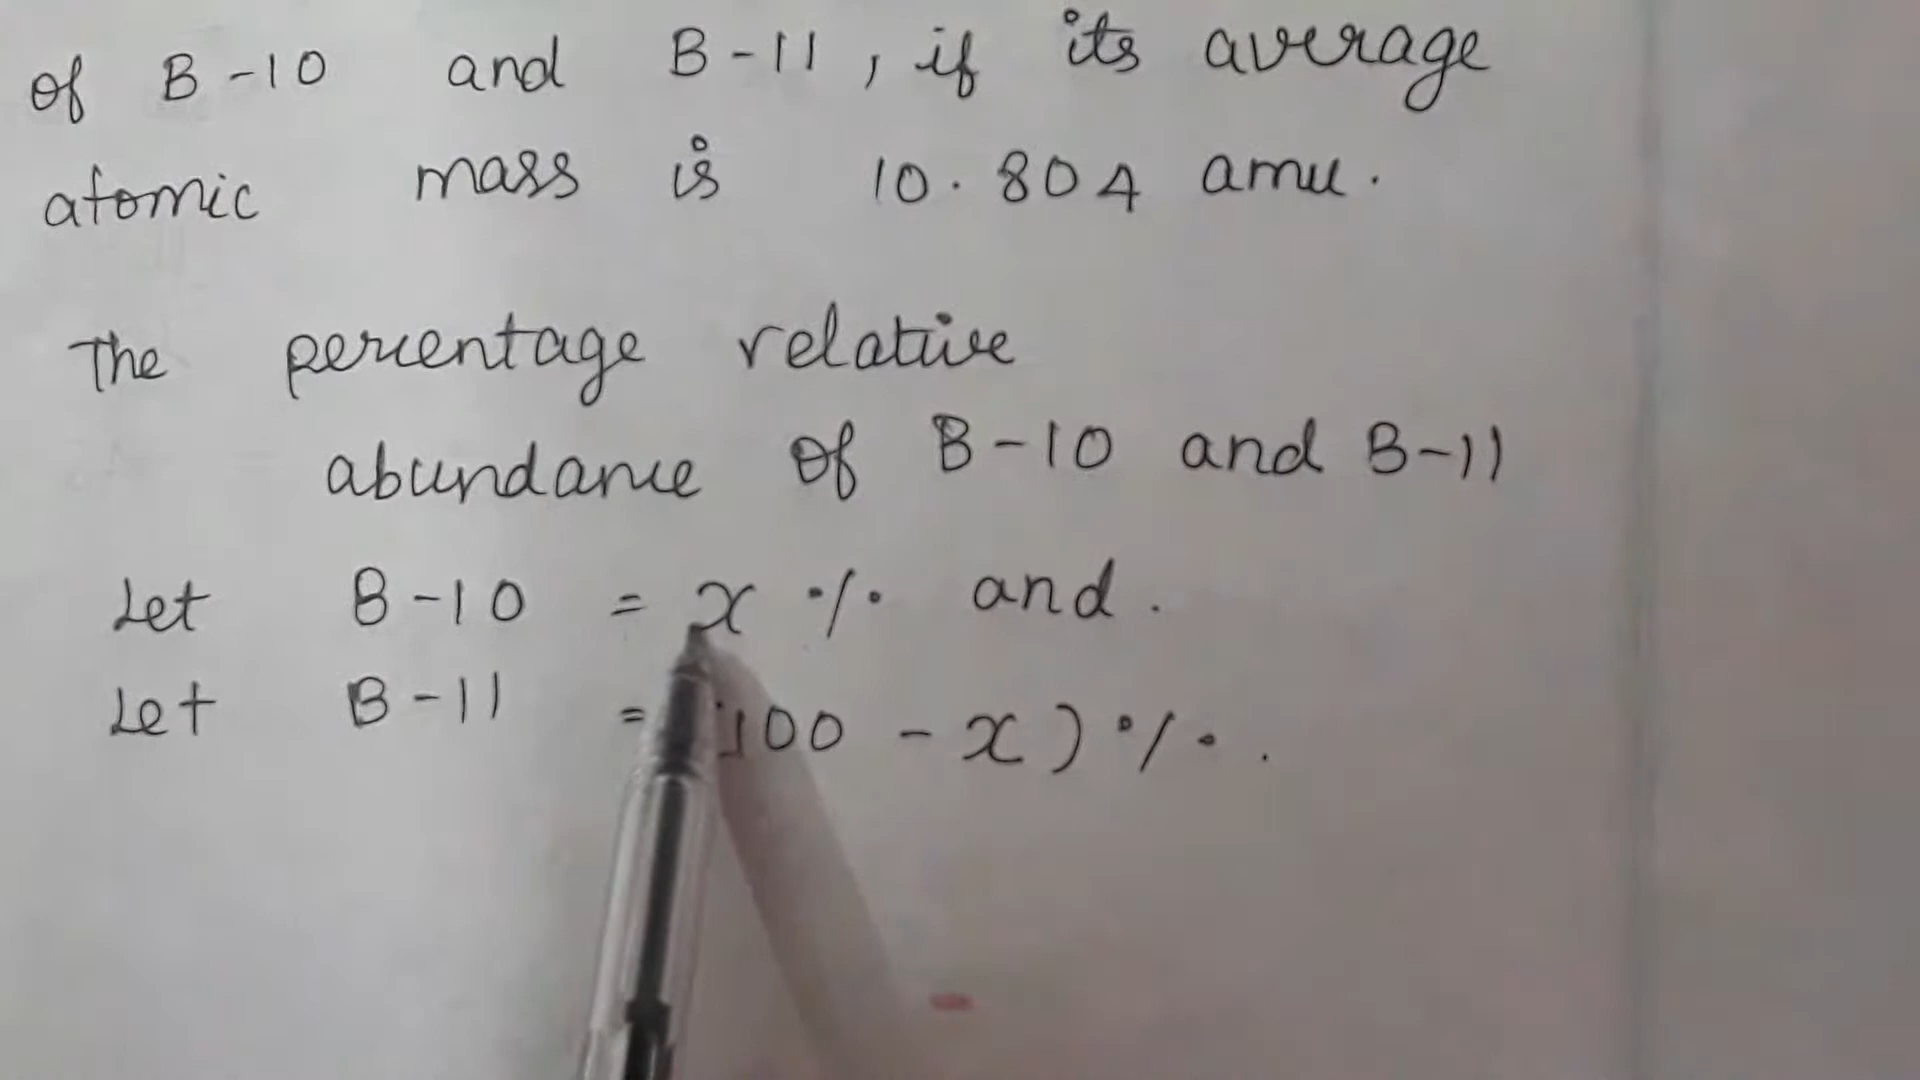 of B-10 and B-11, if its average
atomic mass is 10.804 amu.
The percentage relative
abundance of B-10 and B-11
Let B-10 = x % and.
Let B-11 = 100 - x) %.